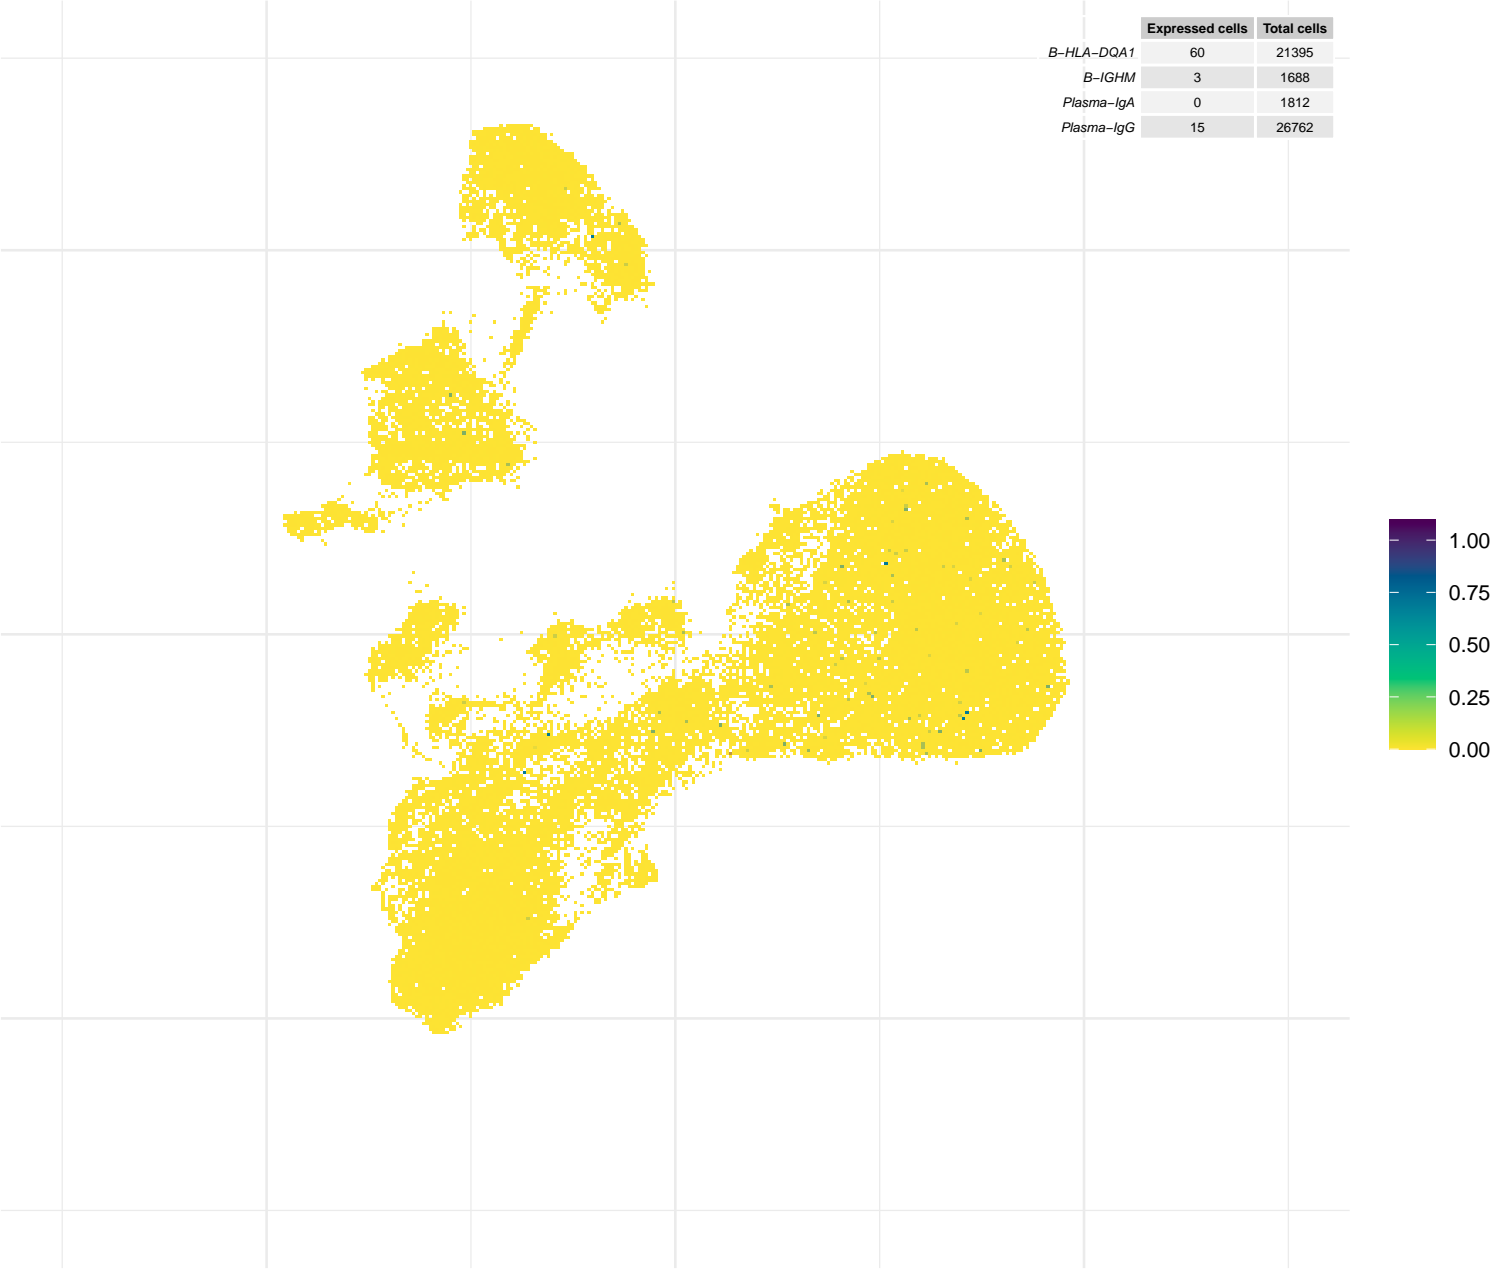 Expressed cells Total cells
B−HLA−DQA1 60 21395
B−IGHM 3 1688
Plasma−IgA 0 1812
Plasma−IgG 15 26762
1.00
0.75
0.50
0.25
0.00